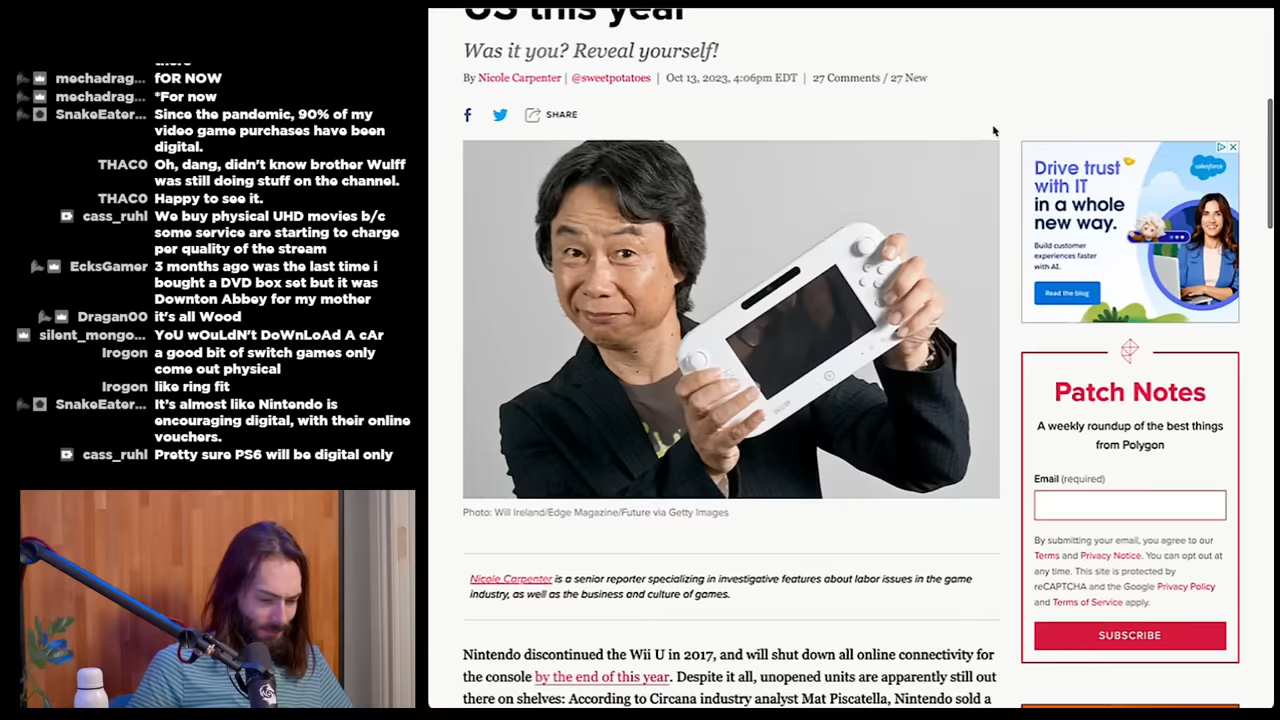 there
mechadrag... fOR NOW
mechadrag... *For now
SnakeEater... Since the pandemic, 90% of my
video game purchases have been
digital.
THACO Oh, dang, didn't know brother Wulff
was still doing stuff on the channel.
THACO Happy to see it.
cass_ruhl We buy physical UHD movies b/c
some service are starting to charge
per quality of the stream
EcksGamer 3 months ago was the last time i
bought a DVD box set but it was
Downton Abbey for my mother
Dragan00 it's all Wood
silent_mongo... YoU wOuLdN'T DoWnLoAd A cAr
Irogon a good bit of switch games only
come out physical
Irogon like ring fit
SnakeEater... It's almost like Nintendo is
encouraging digital, with their online
vouchers.
cass_ruhl Pretty sure PS6 will be digital only
US this year
Was it you? Reveal yourself!
By Nicole Carpenter | @sweetpotatoes | Oct 13, 2023, 4:06pm EDT | 27 Comments / 27 New
SHARE
Wii U
Photo: Will Ireland/Edge Magazine/Future via Getty Images
Nicole Carpenter is a senior reporter specializing in investigative features about labor issues in the game
industry, as well as the business and culture of games.
Nintendo discontinued the Wii U in 2017, and will shut down all online connectivity for
the console by the end of this year. Despite it all, unopened units are apparently still out
there on shelves: According to Circana industry analyst Mat Piscatella, Nintendo sold a
Drive trust
with IT
in a whole
new way.
salesforce
Build customer
experiences faster
with AI.
Read the blog
Patch Notes
A weekly roundup of the best things
from Polygon
Email (required)
By submitting your email, you agree to our
Terms and Privacy Notice. You can opt out at
any time. This site is protected by
reCAPTCHA and the Google Privacy Policy
and Terms of Service apply.
SUBSCRIBE